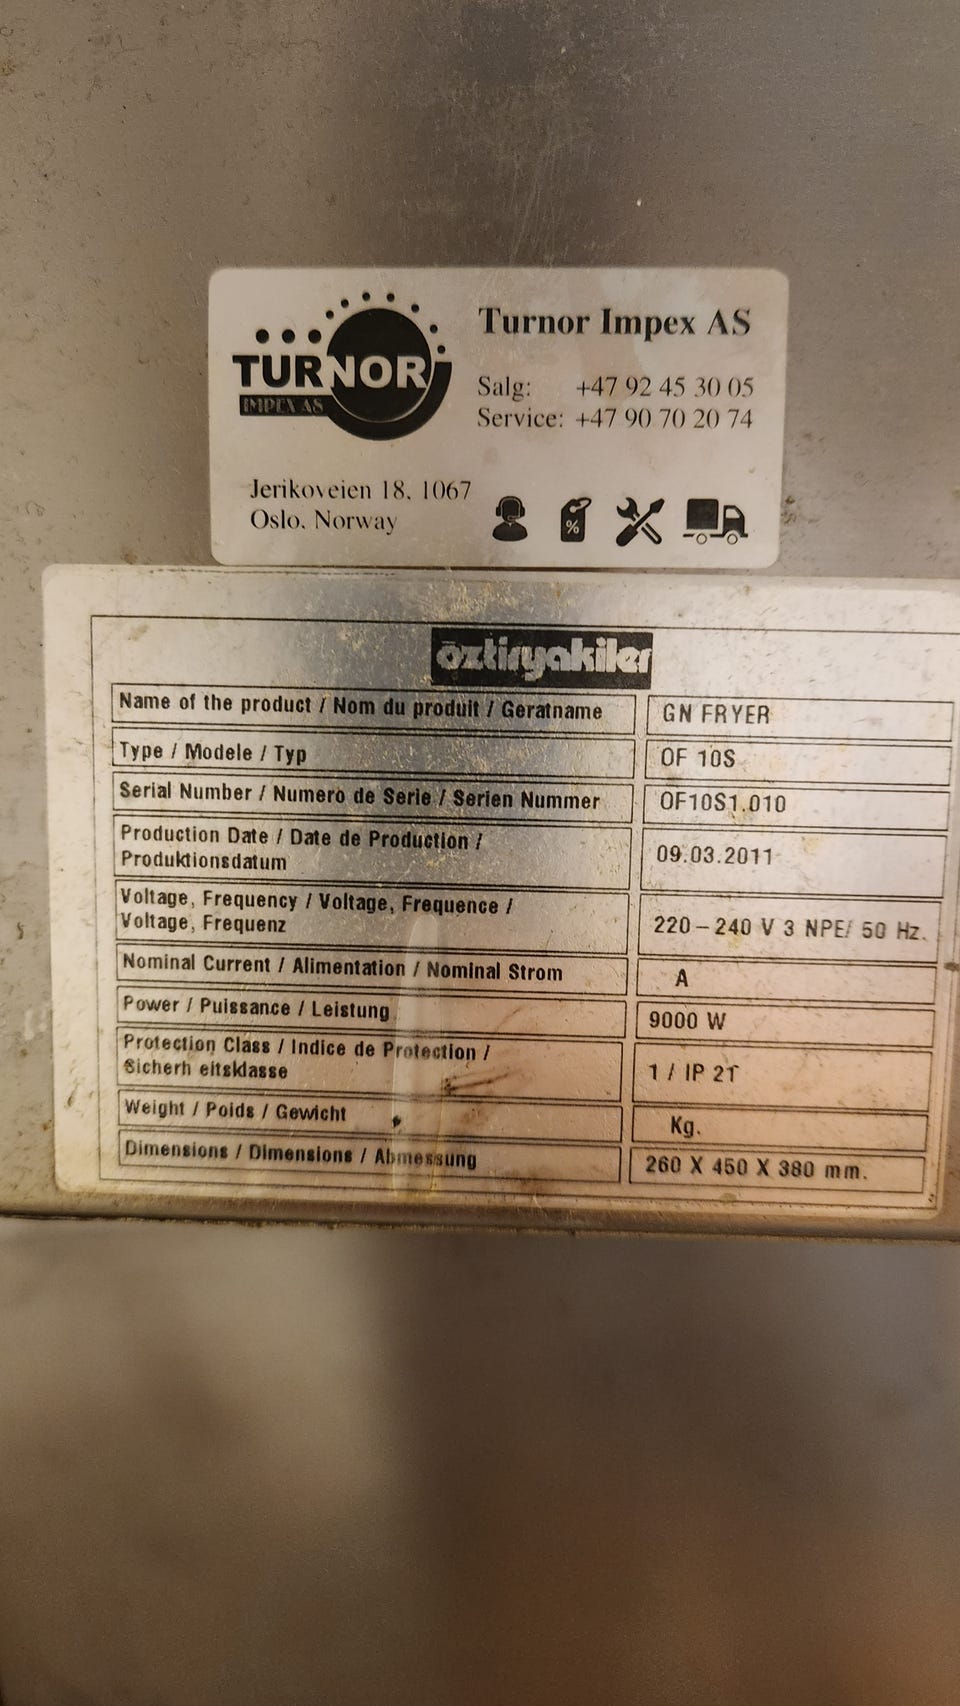 TURNOR
IMPEX AS
Turnor Impex AS
Salg: +47 92 45 30 05
Service: +47 90 70 20 74
Jerikoveien 18, 1067
Oslo, Norway
%
öztiryakiler
Name of the product / Nom du produit / Geratname GN FRYER
Type / Modele / Typ OF 10S
Serial Number / Numero de Serie / Serien Nummer OF10S1.010
Production Date / Date de Production /
Produktionsdatum 09.03.2011
Voltage, Frequency / Voltage, Frequence /
Voltage, Frequenz 220-240 V 3 NPE/ 50 Hz.
Nominal Current / Alimentation / Nominal Strom A
Power / Puissance / Leistung 9000 W
Protection Class / Indice de Protection /
Sicherh eitsklasse 1 / IP 21
Weight / Poids / Gewicht Kg.
Dimensions / Dimensions / Abmessung 260 X 450 X 380 mm.